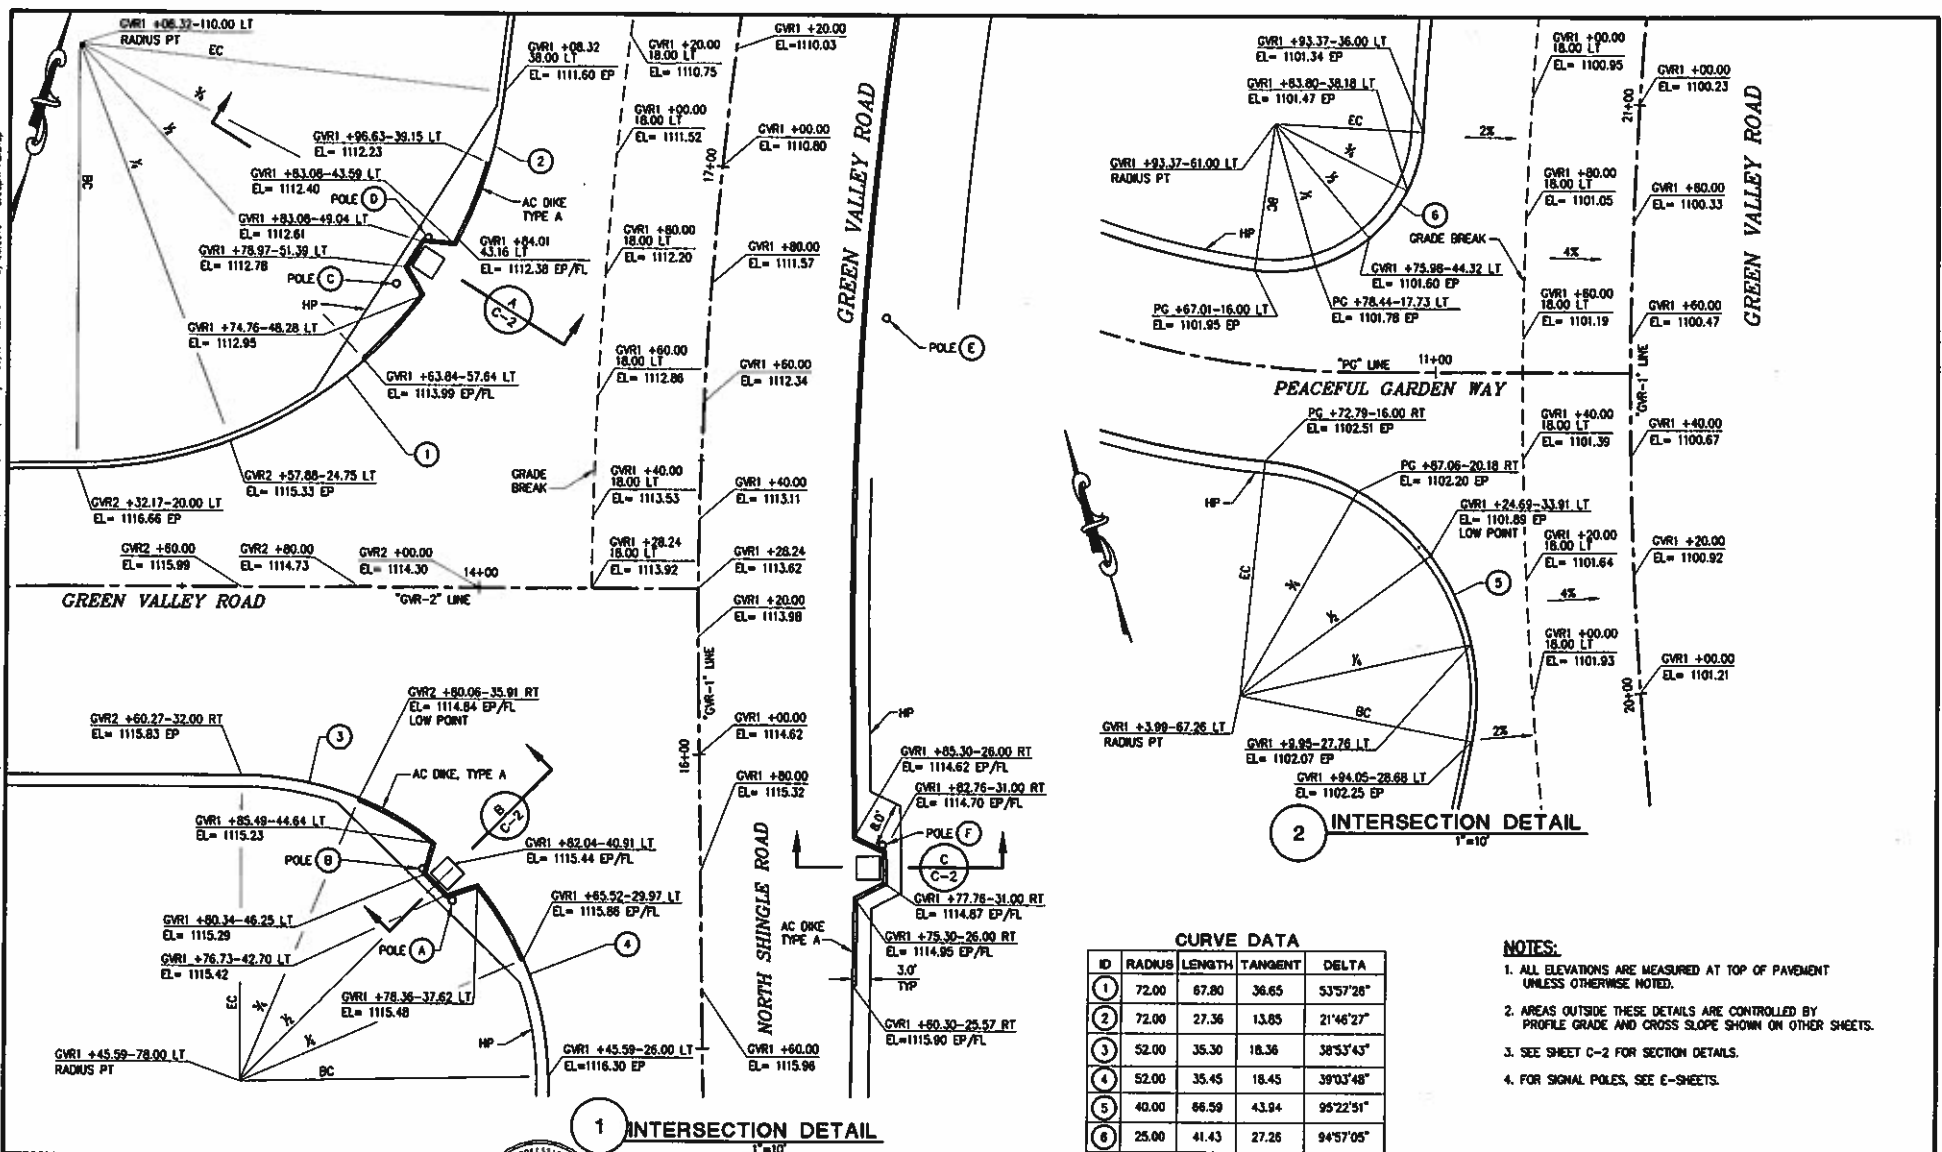 GVR1 +06.32-110.00 LT
RADIUS PT
EC
BC
GVR1 +08.32
38.00 LT
EL= 1111.60 EP
GVR1 +20.00
18.00 LT
EL= 1110.75
GVR1 +20.00
EL=1110.03
GVR1 +96.63-39.15 LT
EL= 1112.23
2
GVR1 +83.08-43.59 LT
EL= 1112.40
POLE D
AC DIKE
TYPE A
GVR1 +83.08-49.04 LT
EL= 1112.61
GVR1 +78.97-51.39 LT
EL= 1112.78
POLE C
HP
GVR1 +84.01
43.16 LT
EL= 1112.38 EP/FL
A
C-2
GVR1 +74.76-48.28 LT
EL= 1112.95
GVR1 +63.84-57.64 LT
EL= 1113.99 EP/FL
1
GVR2 +57.88-24.75 LT
EL= 1115.33 EP
GVR2 +32.17-20.00 LT
EL= 1116.66 EP
GVR1 +00.00
18.00 LT
EL= 1111.52
GVR1 +00.00
EL= 1110.80
17+00
GVR1 +80.00
18.00 LT
EL= 1112.20
GVR1 +80.00
EL= 1111.57
GVR1 +60.00
18.00 LT
EL= 1112.86
GVR1 +60.00
EL= 1112.34
GRADE
BREAK
GVR1 +40.00
18.00 LT
EL= 1113.53
GVR1 +40.00
EL= 1113.11
GVR1 +28.24
18.00 LT
EL= 1113.92
GVR1 +28.24
EL= 1113.62
GVR1 +20.00
EL= 1113.98
GREEN VALLEY ROAD
POLE E
GVR2 +60.00
EL= 1115.99
GVR2 +80.00
EL= 1114.73
GVR2 +00.00
EL= 1114.30
14+00
GREEN VALLEY ROAD
"GVR-2" LINE
"GVR-1" LINE
GVR1 +00.00
EL= 1114.62
16+00
GVR1 +80.00
EL= 1115.32
NORTH SHINGLE ROAD
GVR1 +60.00
EL= 1115.96
GVR2 +60.06-35.91 RT
EL= 1114.84 EP/FL
LOW POINT
GVR2 +60.27-32.00 RT
EL= 1115.83 EP
3
AC DIKE, TYPE A
GVR1 +85.49-44.64 LT
EL= 1115.23
POLE B
B
C-2
GVR1 +82.04-40.91 LT
EL= 1115.44 EP/FL
GVR1 +65.52-29.97 LT
EL= 1115.86 EP/FL
GVR1 +80.34-46.25 LT
EL= 1115.29
POLE A
4
GVR1 +76.73-42.70 LT
EL= 1115.42
GVR1 +78.36-37.62 LT
EL= 1115.48
EC
¾
½
¼
HP
GVR1 +45.59-78.00 LT
RADIUS PT
BC
GVR1 +45.59-26.00 LT
EL=1116.30 EP
HP
GVR1 +85.30-26.00 RT
EL= 1114.62 EP/FL
GVR1 +82.76-31.00 RT
EL= 1114.70 EP/FL
8.0'
POLE F
C
C-2
GVR1 +77.76-31.00 RT
EL= 1114.87 EP/FL
AC DIKE
TYPE A
GVR1 +75.30-26.00 RT
EL= 1114.95 EP/FL
3.0'
TYP
GVR1 +60.30-25.57 RT
EL=1115.90 EP/FL
1 INTERSECTION DETAIL
1"=10'
GVR1 +93.37-36.00 LT
EL= 1101.34 EP
GVR1 +83.80-38.18 LT
EL= 1101.47 EP
EC
GVR1 +93.37-61.00 LT
RADIUS PT
BC
HP
6
GRADE BREAK
GVR1 +75.98-44.32 LT
EL= 1101.60 EP
PG +78.44-17.73 LT
EL= 1101.78 EP
PG +67.01-16.00 LT
EL= 1101.95 EP
GVR1 +00.00
18.00 LT
EL= 1100.95
GVR1 +00.00
EL= 1100.23
21+00
2%
GVR1 +80.00
18.00 LT
EL= 1101.05
GVR1 +80.00
EL= 1100.33
4%
GVR1 +60.00
18.00 LT
EL= 1101.19
GVR1 +60.00
EL= 1100.47
GREEN VALLEY ROAD
"PG" LINE
11+00
PEACEFUL GARDEN WAY
"GVR-1" LINE
PG +72.79-16.00 RT
EL= 1102.51 EP
GVR1 +40.00
18.00 LT
EL= 1101.39
GVR1 +40.00
EL= 1100.67
PG +87.06-20.18 RT
EL= 1102.20 EP
HP
GVR1 +24.69-33.91 LT
EL= 1101.89 EP
LOW POINT
GVR1 +20.00
18.00 LT
EL= 1101.64
GVR1 +20.00
EL= 1100.92
EC
¾
½
¼
5
4%
GVR1 +00.00
18.00 LT
EL= 1101.93
GVR1 +00.00
EL= 1101.21
20+00
BC
GVR1 +3.99-67.26 LT
RADIUS PT
GVR1 +9.95-27.76 LT
EL= 1102.07 EP
2%
GVR1 +94.05-28.68 LT
EL= 1102.25 EP
2 INTERSECTION DETAIL
1"=10'
CURVE DATA
ID RADIUS LENGTH TANGENT DELTA
1 72.00 67.80 36.65 53°57'26"
2 72.00 27.36 13.85 21°46'27"
3 52.00 35.30 18.36 38°53'43"
4 52.00 35.45 18.45 39°03'48"
5 40.00 66.59 43.94 95°22'51"
6 25.00 41.43 27.26 94°57'05"
NOTES:
1. ALL ELEVATIONS ARE MEASURED AT TOP OF PAVEMENT
UNLESS OTHERWISE NOTED.
2. AREAS OUTSIDE THESE DETAILS ARE CONTROLLED BY
PROFILE GRADE AND CROSS SLOPE SHOWN ON OTHER SHEETS.
3. SEE SHEET C-2 FOR SECTION DETAILS.
4. FOR SIGNAL POLES, SEE E-SHEETS.